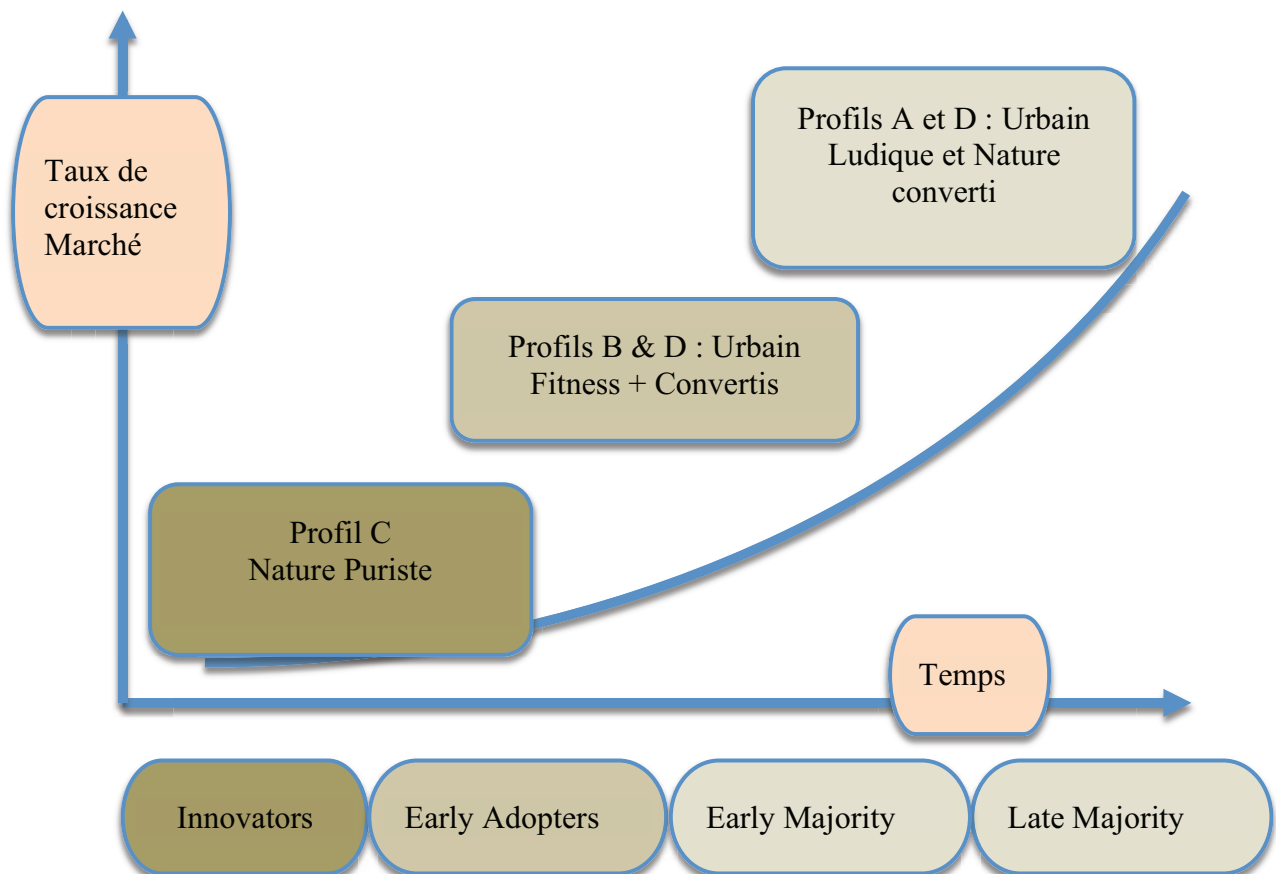 Taux de
croissance
Marché
Profils A et D : Urbain
Ludique et Nature
converti
Profils B & D : Urbain
Fitness + Convertis
Profil C
Nature Puriste
Temps
Innovators
Early Adopters
Early Majority
Late Majority